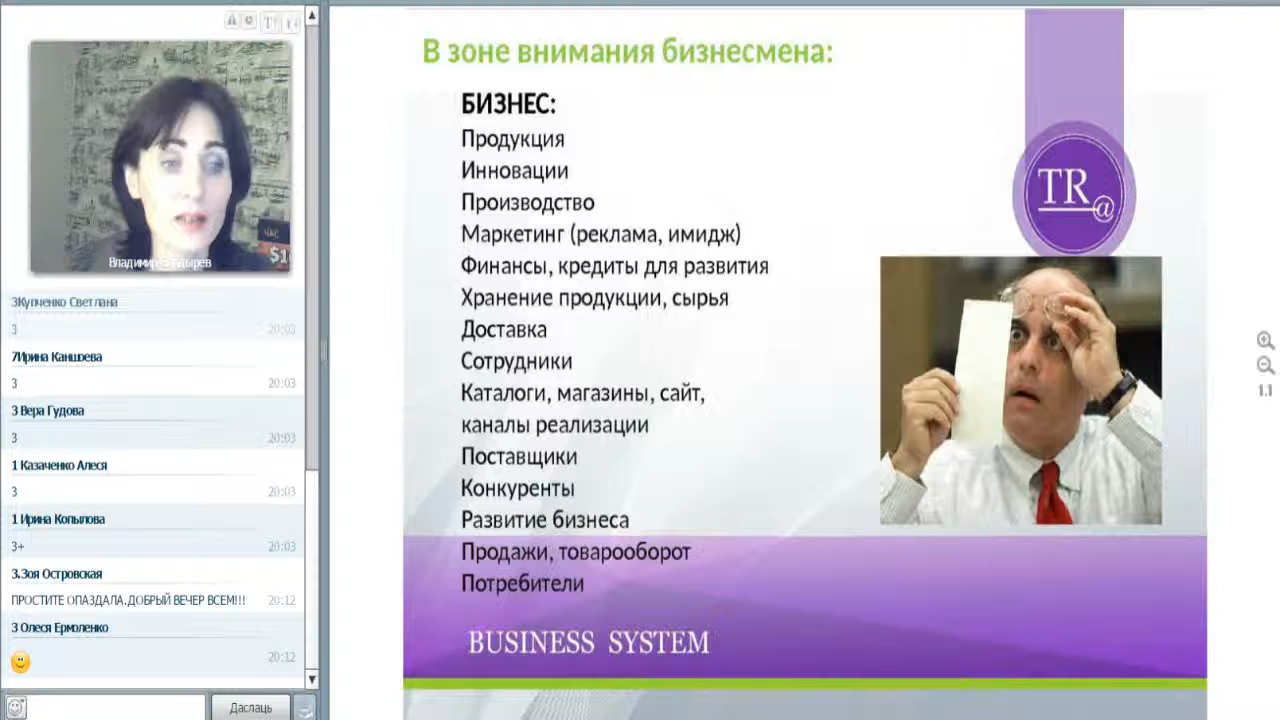 ЗКупченко Светлана
3
20:03
7Ирина Каншоева
3
20:03
3 Вера Гудова
3
20:03
1 Казаченко Алеся
3
20:03
1 Ирина Копылова
3+
20:03
3.Зоя Островская
ПРОСТИТЕ ОПАЗДАЛА.ДОБРЫЙ ВЕЧЕР ВСЕМ!!!
20:12
3 Олеся Ермоленко
20:12
Даслаць
В зоне внимания бизнесмена:
БИЗНЕС:
Продукция
Инновации
Производство
Маркетинг (реклама, имидж)
Финансы, кредиты для развития
Хранение продукции, сырья
Доставка
Сотрудники
Каталоги, магазины, сайт,
каналы реализации
Поставщики
Конкуренты
Развитие бизнеса
Продажи, товарооборот
Потребители
BUSINESS SYSTEM
TR@
1:1